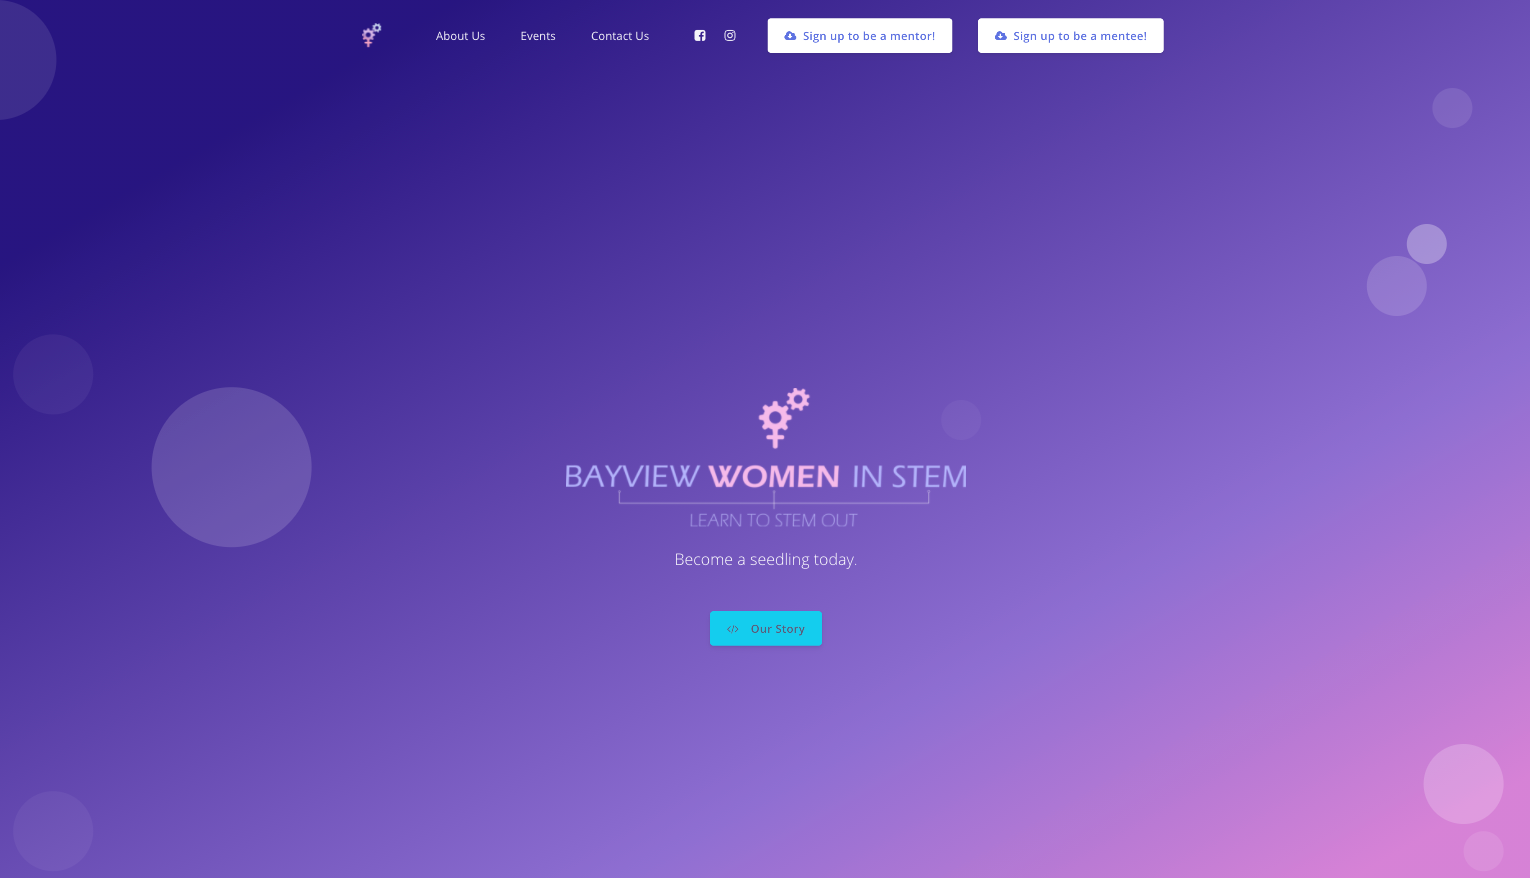 About Us
Events
Contact Us
Sign up to be a mentor!
Sign up to be a mentee!
BAYVIEW WOMEN IN STEM
LEARN TO STEM OUT
Become a seedling today.
</> Our Story